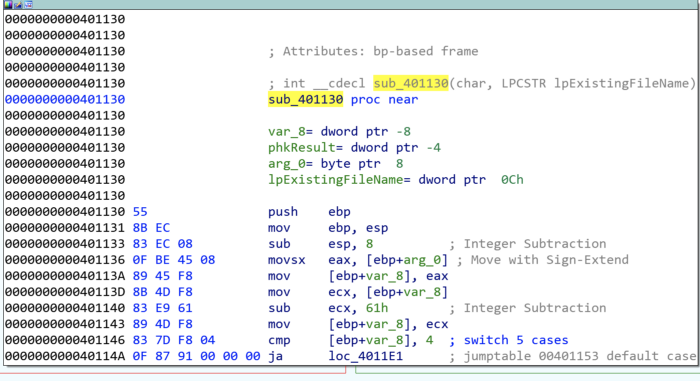 0000000000401130
0000000000401130
0000000000401130 ; Attributes: bp-based frame
0000000000401130
0000000000401130 ; int __cdecl sub_401130(char, LPCSTR lpExistingFileName)
0000000000401130 sub_401130 proc near
0000000000401130
0000000000401130 var_8= dword ptr -8
0000000000401130 phkResult= dword ptr -4
0000000000401130 arg_0= byte ptr  8
0000000000401130 lpExistingFileName= dword ptr  0Ch
0000000000401130
0000000000401130 55 push ebp
0000000000401131 8B EC mov ebp, esp
0000000000401133 83 EC 08 sub esp, 8 ; Integer Subtraction
0000000000401136 0F BE 45 08 movsx eax, [ebp+arg_0] ; Move with Sign-Extend
000000000040113A 89 45 F8 mov [ebp+var_8], eax
000000000040113D 8B 4D F8 mov ecx, [ebp+var_8]
0000000000401140 83 E9 61 sub ecx, 61h ; Integer Subtraction
0000000000401143 89 4D F8 mov [ebp+var_8], ecx
0000000000401146 83 7D F8 04 cmp [ebp+var_8], 4 ; switch 5 cases
000000000040114A 0F 87 91 00 00 00 ja loc_4011E1 ; jumptable 00401153 default case